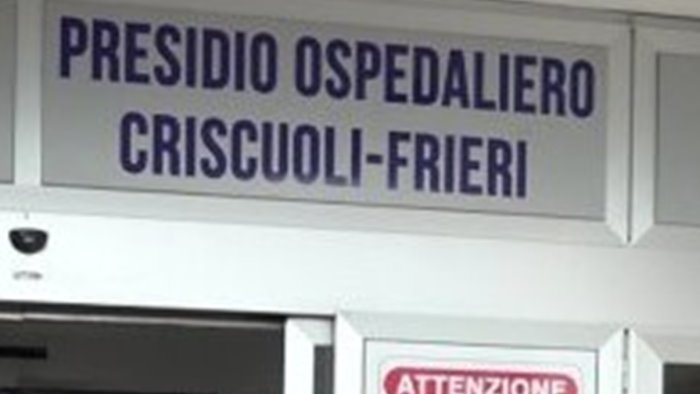 PRESIDIO OSPEDALIERO
CRISCUOLI-FRIERI
ATTENZIONE